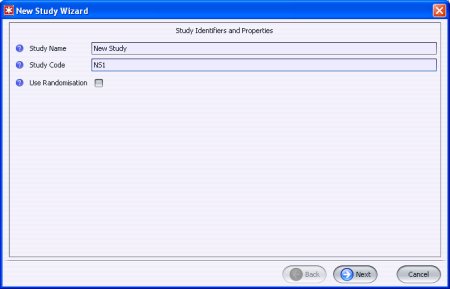 New Study Wizard
Study Identifiers and Properties
Study Name New Study
Study Code NS1
Use Randomisation
Back Next Cancel